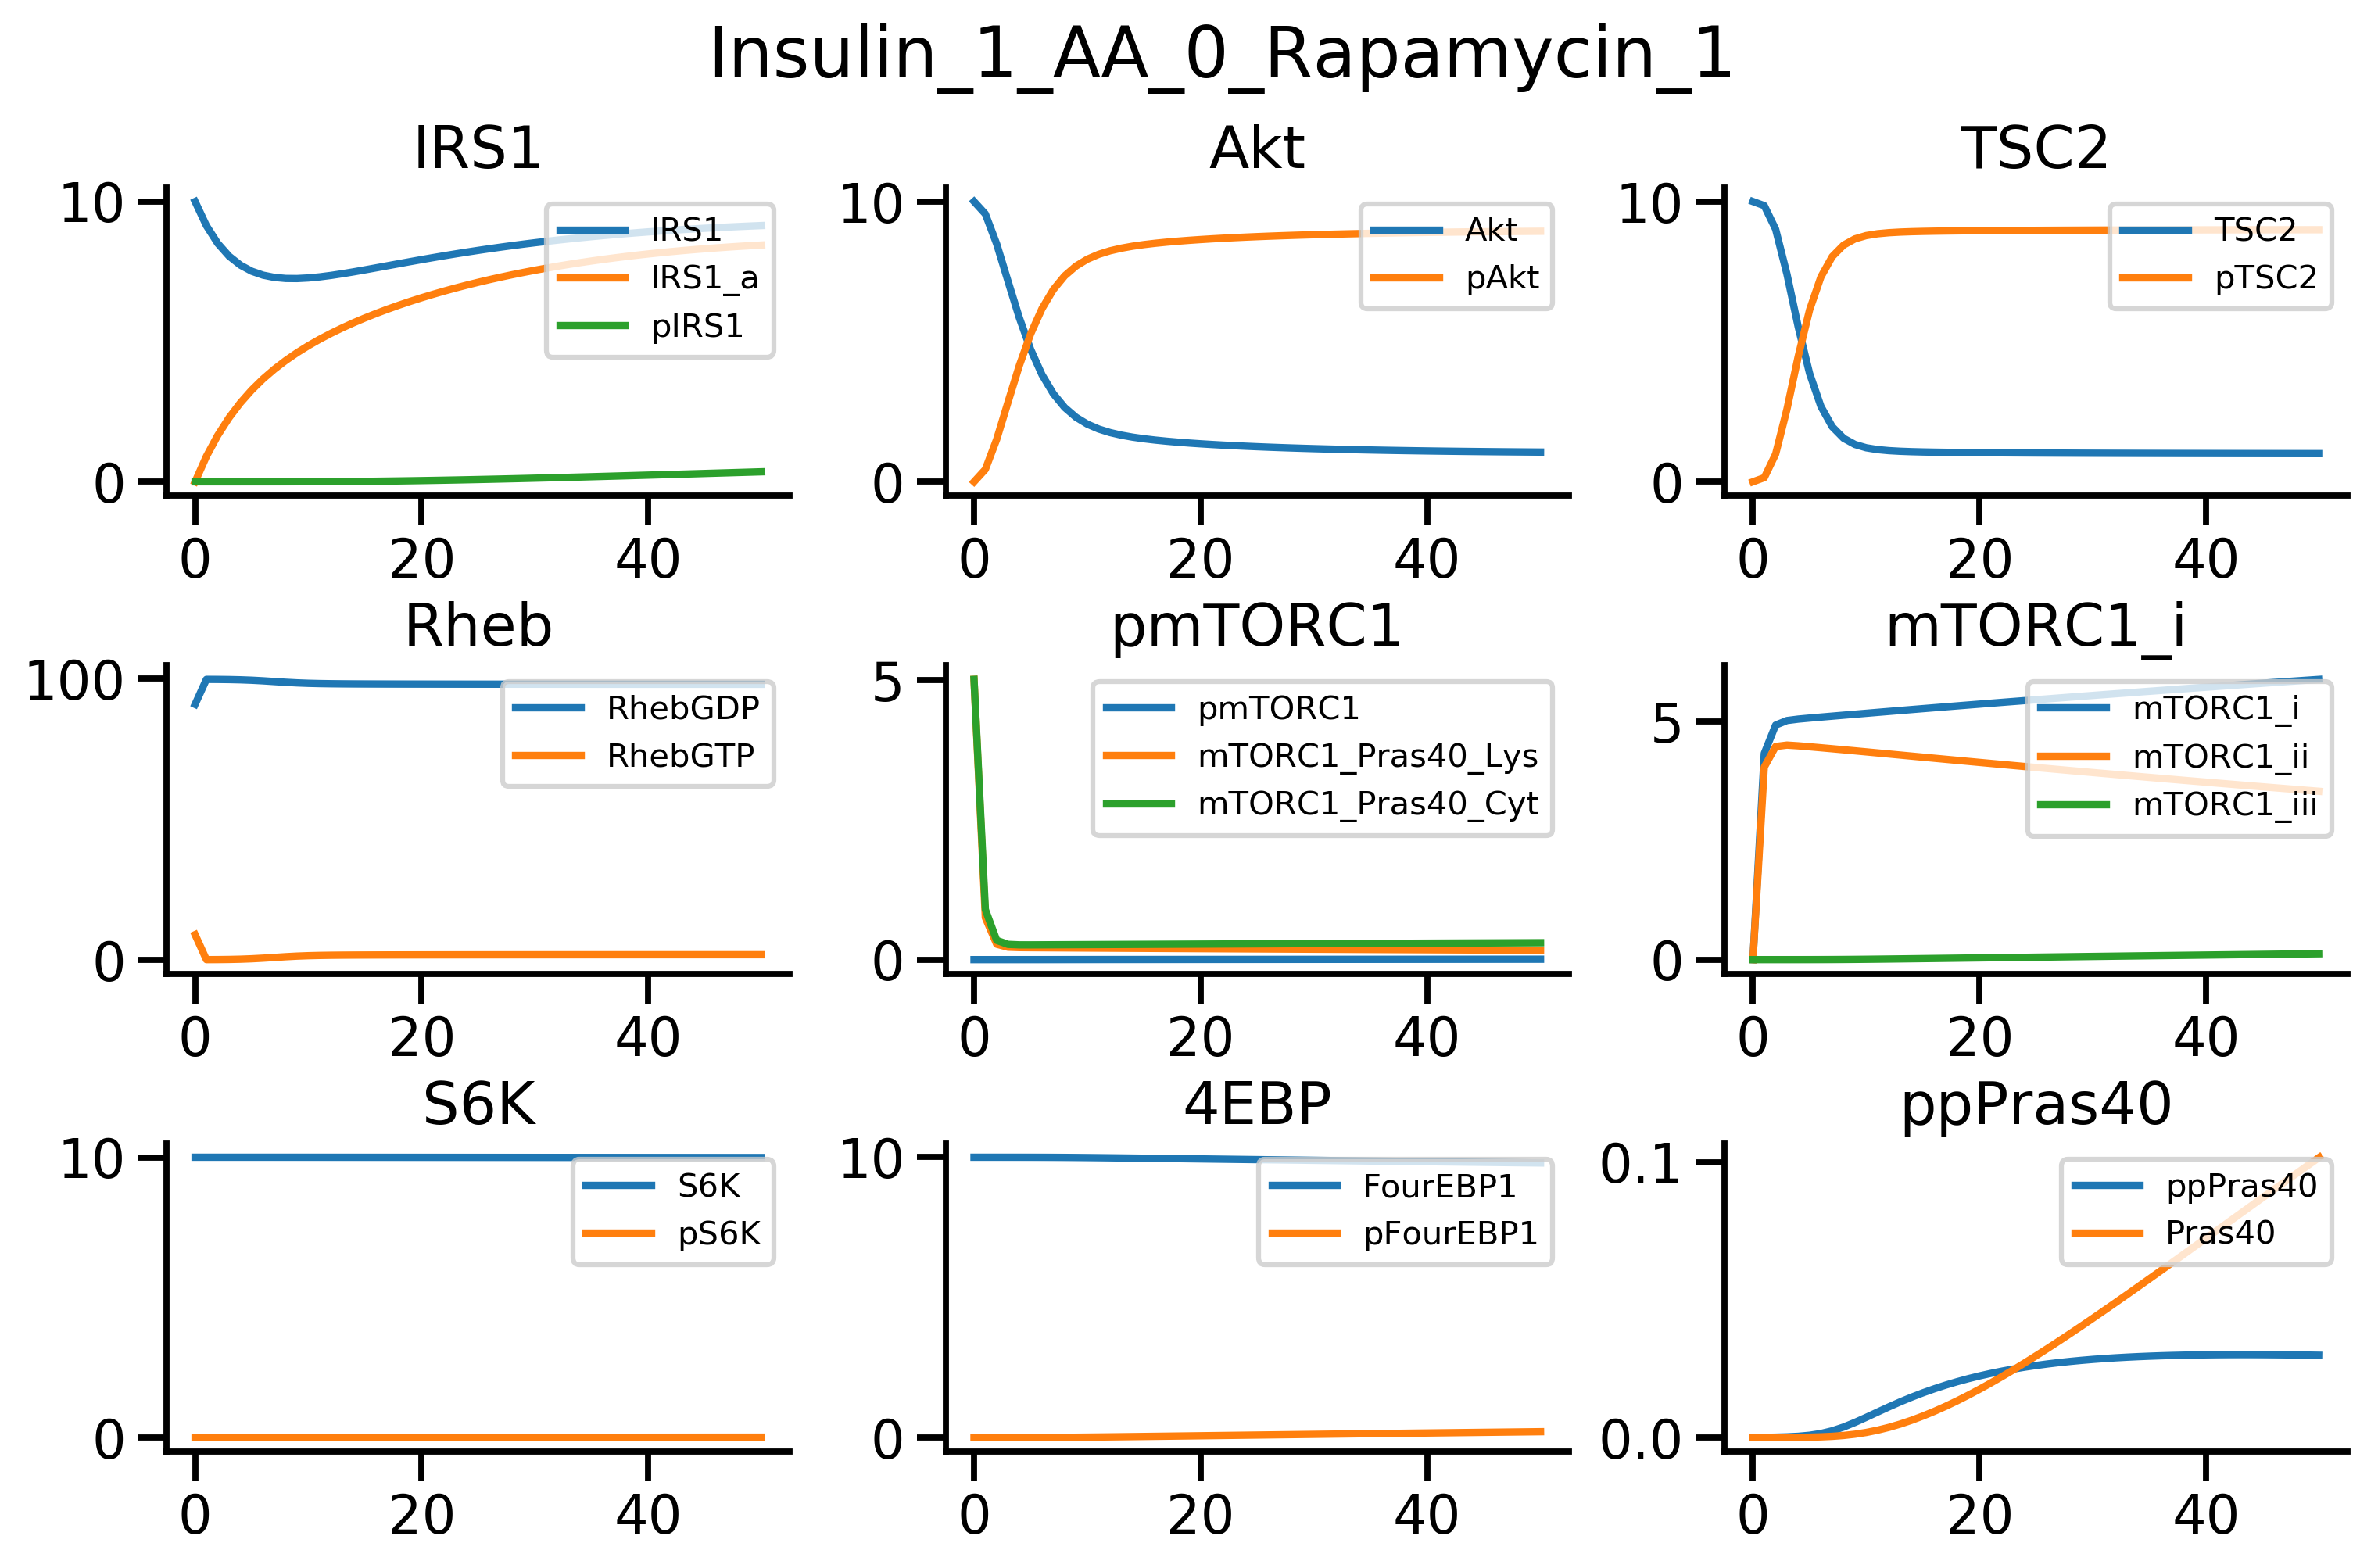 Insulin_1_AA_0_Rapamycin_1
IRS1
10
0
0 20 40
IRS1
IRS1_a
pIRS1
Akt
10
0
0 20 40
Akt
pAkt
TSC2
10
0
0 20 40
TSC2
pTSC2
Rheb
100
0
0 20 40
RhebGDP
RhebGTP
pmTORC1
5
0
0 20 40
pmTORC1
mTORC1_Pras40_Lys
mTORC1_Pras40_Cyt
mTORC1_i
5
0
0 20 40
mTORC1_i
mTORC1_ii
mTORC1_iii
S6K
10
0
0 20 40
S6K
pS6K
4EBP
10
0
0 20 40
FourEBP1
pFourEBP1
ppPras40
0.1
0.0
0 20 40
ppPras40
Pras40